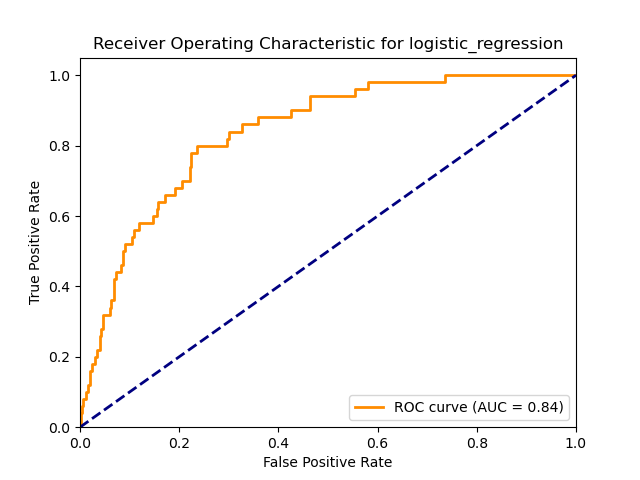 Receiver Operating Characteristic for logistic_regression
True Positive Rate
1.0
0.8
0.6
0.4
0.2
0.0
ROC curve (AUC = 0.84)
0.0 0.2 0.4 0.6 0.8 1.0
False Positive Rate